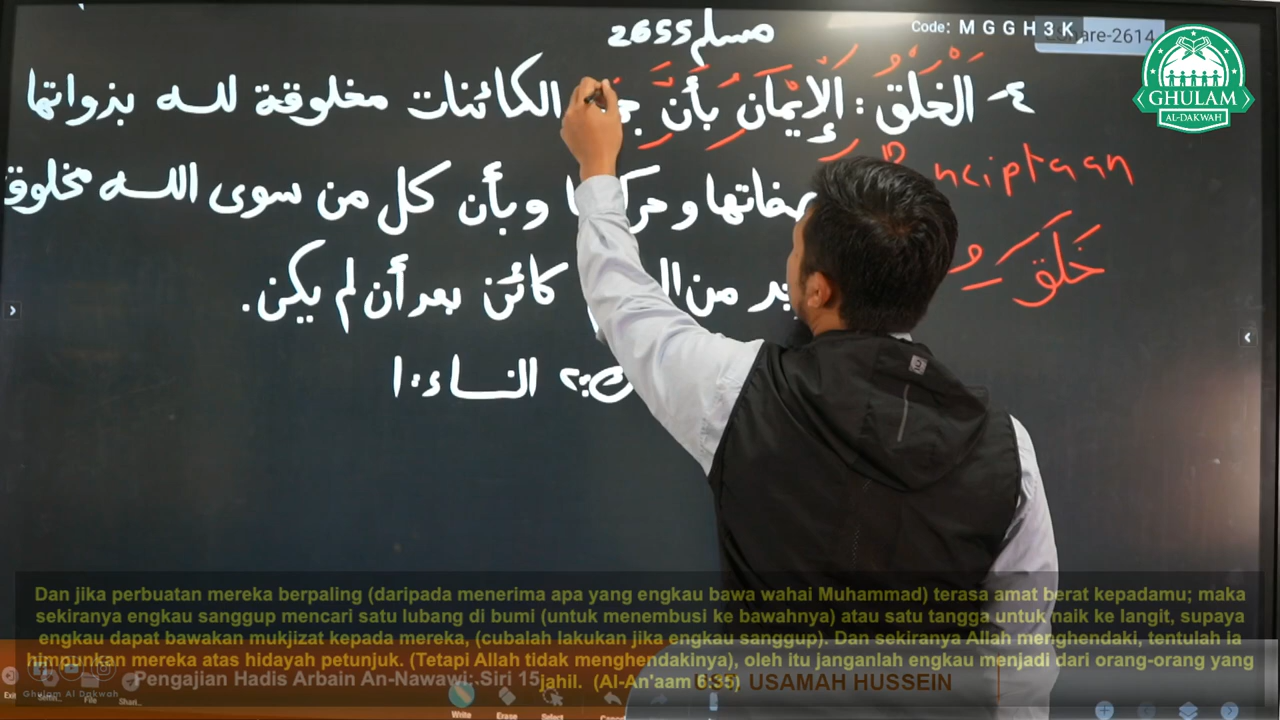 مسلم 2655
Code: M G G H 3 K
eShare-2614
GHULAM
AL-DAKWAH
٤- اَلْخَلْقُ : اَلْإِيْمَانُ بِأَنَّ الكائنات مخلوقة لله بذواتها
Penciptaan
وبأن كل من سوى الله مخلوق
خَلَقَ
من كائن بعد أن لم يكن.
النساء: ١
Dan jika perbuatan mereka berpaling (daripada menerima apa yang engkau bawa wahai Muhammad) terasa amat berat kepadamu; maka
sekiranya engkau sanggup mencari satu lubang di bumi (untuk menembusi ke bawahnya) atau satu tangga untuk naik ke langit, supaya
engkau dapat bawakan mukjizat kepada mereka, (cubalah lakukan jika engkau sanggup). Dan sekiranya Allah menghendaki, tentulah ia
himpunkan mereka atas hidayah petunjuk. (Tetapi Allah tidak menghendakinya), oleh itu janganlah engkau menjadi dari orang-orang yang
jahil. (Al-An'aam 6:35)
Pengajian Hadis Arbain An-Nawawi: Siri 15
UST. USAMAH HUSSEIN
Ghulam Al Dakwah
Exit
File
Write
Erase
Select